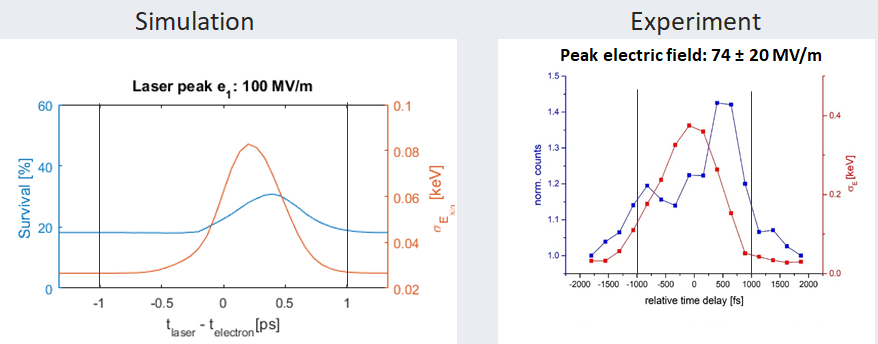 Simulation
Experiment
Laser peak e1: 100 MV/m
60
40
20
0
Survival [%]
0.1
0.08
0.06
0.04
0.02
[keV]
-1
-0.5
0
0.5
1
tlaser - telectron[ps]
Peak electric field: 74 ± 20 MV/m
1.5
1.4
1.3
1.2
1.1
1.0
norm. counts
0.4
0.2
0.0
σE[keV]
-2000 -1500 -1000 -500 0 500 1000 1500 2000
relative time delay [fs]